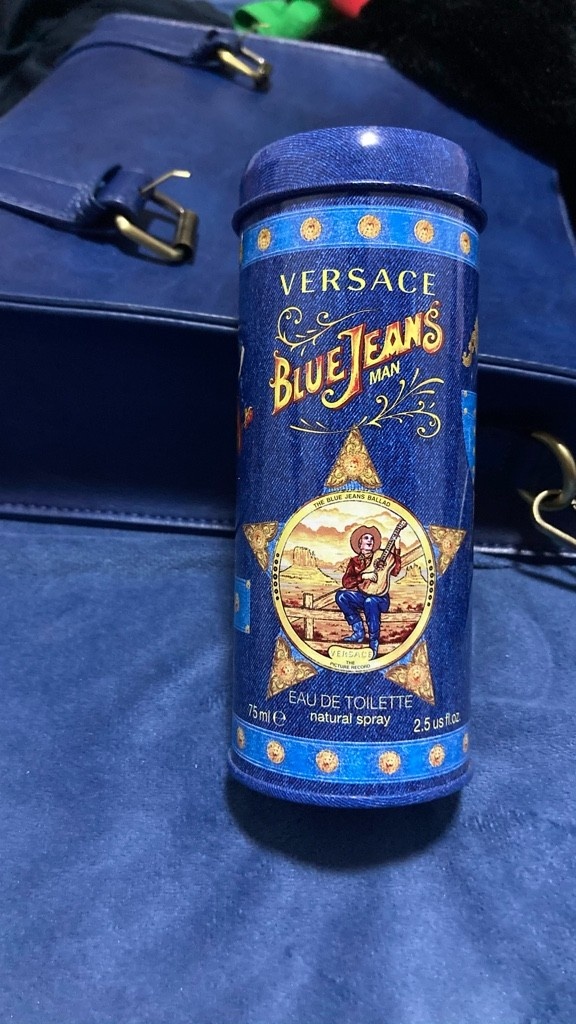 VERSACE
BLUE JEANS
MAN
THE BLUE JEANS BALLAD
VERSACE
THE
PICTURE RECORD
EAU DE TOILETTE
75 ml ℮ natural spray 2.5 us fl.oz